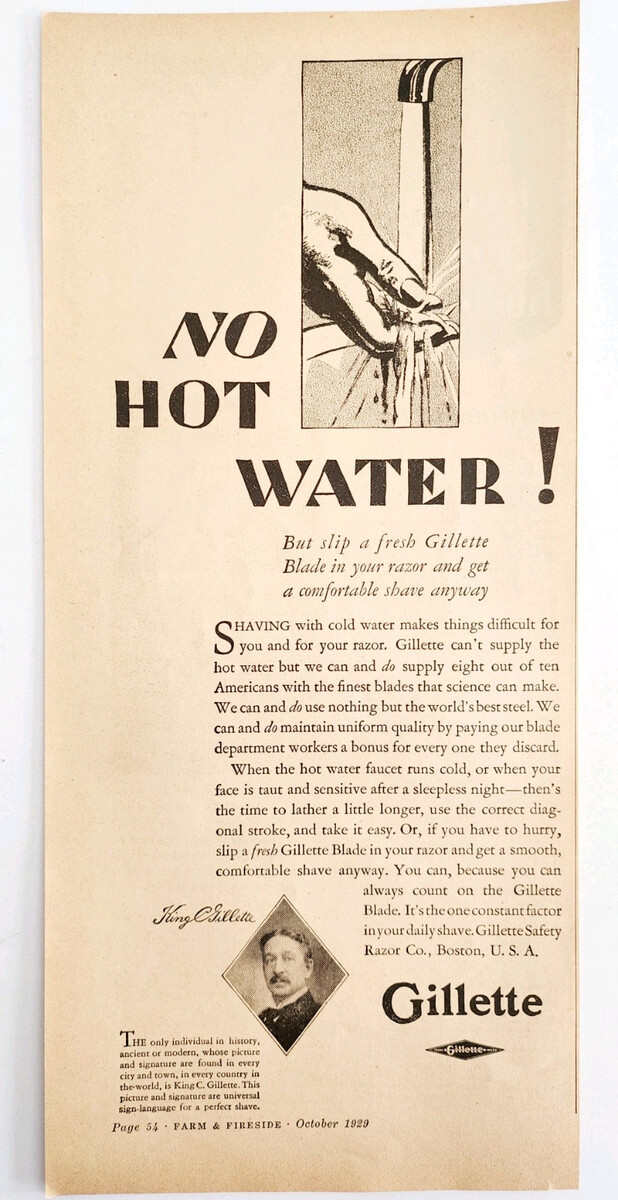 NO
HOT
WATER!
But slip a fresh Gillette
Blade in your razor and get
a comfortable shave anyway
SHAVING with cold water makes things difficult for
you and for your razor. Gillette can't supply the
hot water but we can and do supply eight out of ten
Americans with the finest blades that science can make.
We can and do use nothing but the world's best steel. We
can and do maintain uniform quality by paying our blade
department workers a bonus for every one they discard.
When the hot water faucet runs cold, or when your
face is taut and sensitive after a sleepless night—then's
the time to lather a little longer, use the correct diag-
onal stroke, and take it easy. Or, if you have to hurry,
slip a fresh Gillette Blade in your razor and get a smooth,
comfortable shave anyway. You can, because you can
always count on the Gillette
Blade. It's the one constant factor
in your daily shave. Gillette Safety
Razor Co., Boston, U. S. A.
King C Gillette
Gillette
Gillette
THE only individual in history,
ancient or modern, whose picture
and signature are found in every
city and town, in every country in
the world, is King C. Gillette. This
picture and signature are universal
sign-language for a perfect shave.
Page 54 · FARM & FIRESIDE · October 1929